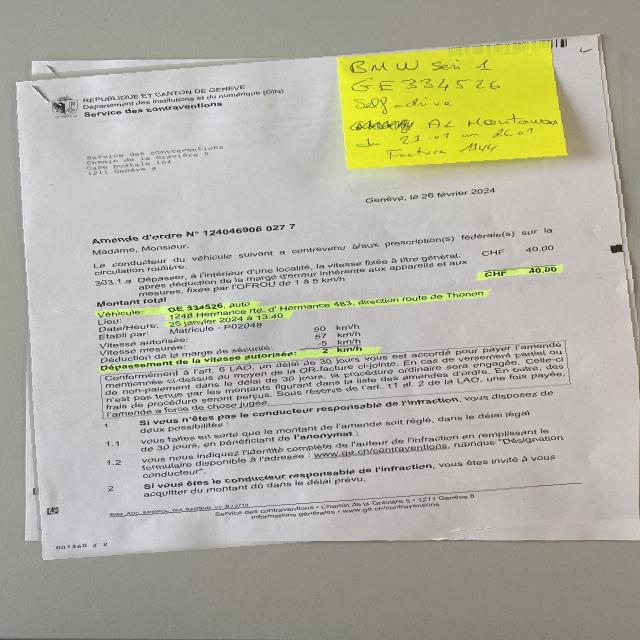 BMW Seri 1
GE 334526
Self-drive
AL Moutawa
du 23.01 au 26.01
Facture 1944
REPUBLIQUE ET CANTON DE GENEVE
Département des institutions et du numérique (DIN)
Service des contraventions
Service des contraventions
Chemin de la Gravière 5
Case postale 104
1211 Genève 8
Genève, le 26 février 2024
Amende d'ordre N° 124046906 027 7
Madame, Monsieur,
Le conducteur du véhicule suivant a contrevenu à/aux prescription(s) fédérale(s) sur la
circulation routière.
303.1.a Dépasser, à l'intérieur d'une localité, la vitesse fixée à titre général, CHF 40.00
après déduction de la marge d'erreur inhérente aux appareils et aux
mesures, fixée par l'OFROU de 1 à 5 km/h
Montant total CHF 40.00
Véhicule: GE 334526, auto
Lieu: 1248 Hermance rte. d' Hermance 483, direction route de Thonon
Date/Heure: 25 janvier 2024 à 13:40
Etabli par: Matricule - P02048
Vitesse autorisée: 50 km/h
Vitesse mesurée: 57 km/h
Déduction de la marge de sécurité: -5 km/h
Dépassement de la vitesse autorisée: 2 km/h
Conformément à l'art. 6 LAO, un délai de 30 jours vous est accordé pour payer l'amende
mentionnée ci-dessus au moyen de la QR-facture ci-jointe. En cas de versement partiel ou
de non-paiement dans le délai de 30 jours, la procédure ordinaire sera engagée. Celle-ci
n'est pas tenue par les montants figurant dans la liste des amendes d'ordre. En outre, des
frais de procédure seront perçus. Sous réserve de l'art. 11 al. 2 de la LAO, une fois payée,
l'amende a force de chose jugée.
1 Si vous n'êtes pas le conducteur responsable de l'infraction, vous disposez de
deux possibilités :
1.1 vous faites en sorte que le montant de l'amende soit réglé, dans le délai légal
de 30 jours, en bénéficiant de l'anonymat ;
1.2 vous nous indiquez l'identité complète de l'auteur de l'infraction en remplissant le
formulaire disponible à l'adresse : www.ge.ch/contraventions, rubrique "Désignation
conducteur".
2 Si vous êtes le conducteur responsable de l'infraction, vous êtes invité à vous
acquitter du montant dû dans le délai prévu.
Service des contraventions • Chemin de la Gravière 5 • 1211 Genève 8
Informations générales • www.ge.ch/contraventions
001360 2 2